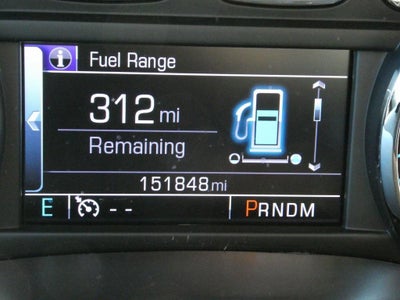 i Fuel Range
312 mi
Remaining
151848 mi
E -- PRNDM